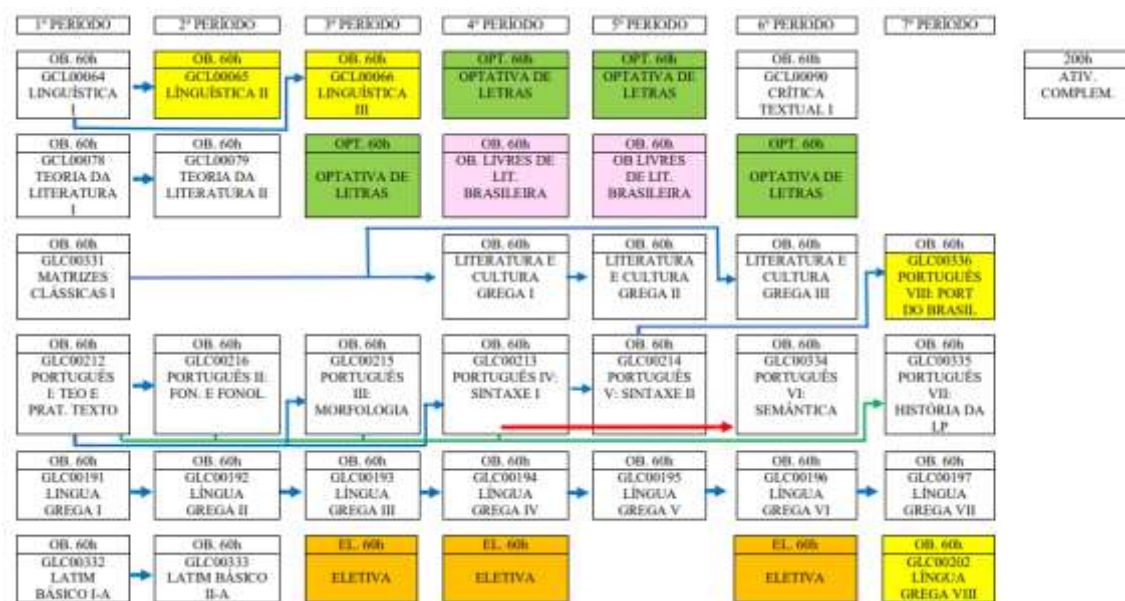 1º PERÍODO
2º PERÍODO
3º PERÍODO
4º PERÍODO
5º PERÍODO
6º PERÍODO
7º PERÍODO
OB. 60h
GCL00064
LINGUÍSTICA
I
OB. 60h
GCL00065
LÍNGUÍSTICA II
OB. 60h
GCL00066
LINGUÍSTICA
III
OPT. 60h
OPTATIVA DE
LETRAS
OPT. 60h
OPTATIVA DE
LETRAS
OB. 60h
GCL00090
CRÍTICA
TEXTUAL I
200h
ATIV.
COMPLEM.
OB. 60h
GCL00078
TEORIA DA
LITERATURA
I
OB. 60h
GCL00079
TEORIA DA
LITERATURA II
OPT. 60h
OPTATIVA DE
LETRAS
OB. 60h
OB. LIVRES DE
LIT.
BRASILEIRA
OB. 60h
OB LIVRES
DE LIT.
BRASILEIRA
OPT. 60h
OPTATIVA DE
LETRAS
OB. 60h
GLC00331
MATRIZES
CLÁSSICAS I
OB. 60h
LITERATURA E
CULTURA
GREGA I
OB. 60h
LITERATURA
E CULTURA
GREGA II
OB. 60h
LITERATURA E
CULTURA
GREGA III
OB. 60h
GLC00336
PORTUGUÊS
VIII: PORT
DO BRASIL
OB. 60h
GLC00212
PORTUGUÊS
I: TEO E
PRAT. TEXTO
OB. 60h
GLC00216
PORTUGUÊS II:
FON. E FONOL.
OB. 60h
GLC00215
PORTUGUÊS
III:
MORFOLOGIA
OB. 60h
GLC00213
PORTUGUÊS IV:
SINTAXE I
OB. 60h
GLC00214
PORTUGUÊS
V: SINTAXE II
OB. 60h
GLC00334
PORTUGUÊS
VI:
SEMÂNTICA
OB. 60h
GLC00335
PORTUGUÊS
VII:
HISTÓRIA DA
LP
OB. 60h
GLC00191
LÍNGUA
GREGA I
OB. 60h
GLC00192
LÍNGUA
GREGA II
OB. 60h
GLC00193
LÍNGUA
GREGA III
OB. 60h
GLC00194
LÍNGUA
GREGA IV
OB. 60h
GLC00195
LÍNGUA
GREGA V
OB. 60h
GLC00196
LÍNGUA
GREGA VI
OB. 60h
GLC00197
LÍNGUA
GREGA VII
OB. 60h
GLC00332
LATIM
BÁSICO I-A
OB. 60h
GLC00333
LATIM BÁSICO
II-A
EL. 60h
ELETIVA
EL. 60h
ELETIVA
EL. 60h
ELETIVA
OB. 60h
GLC00202
LÍNGUA
GREGA VIII